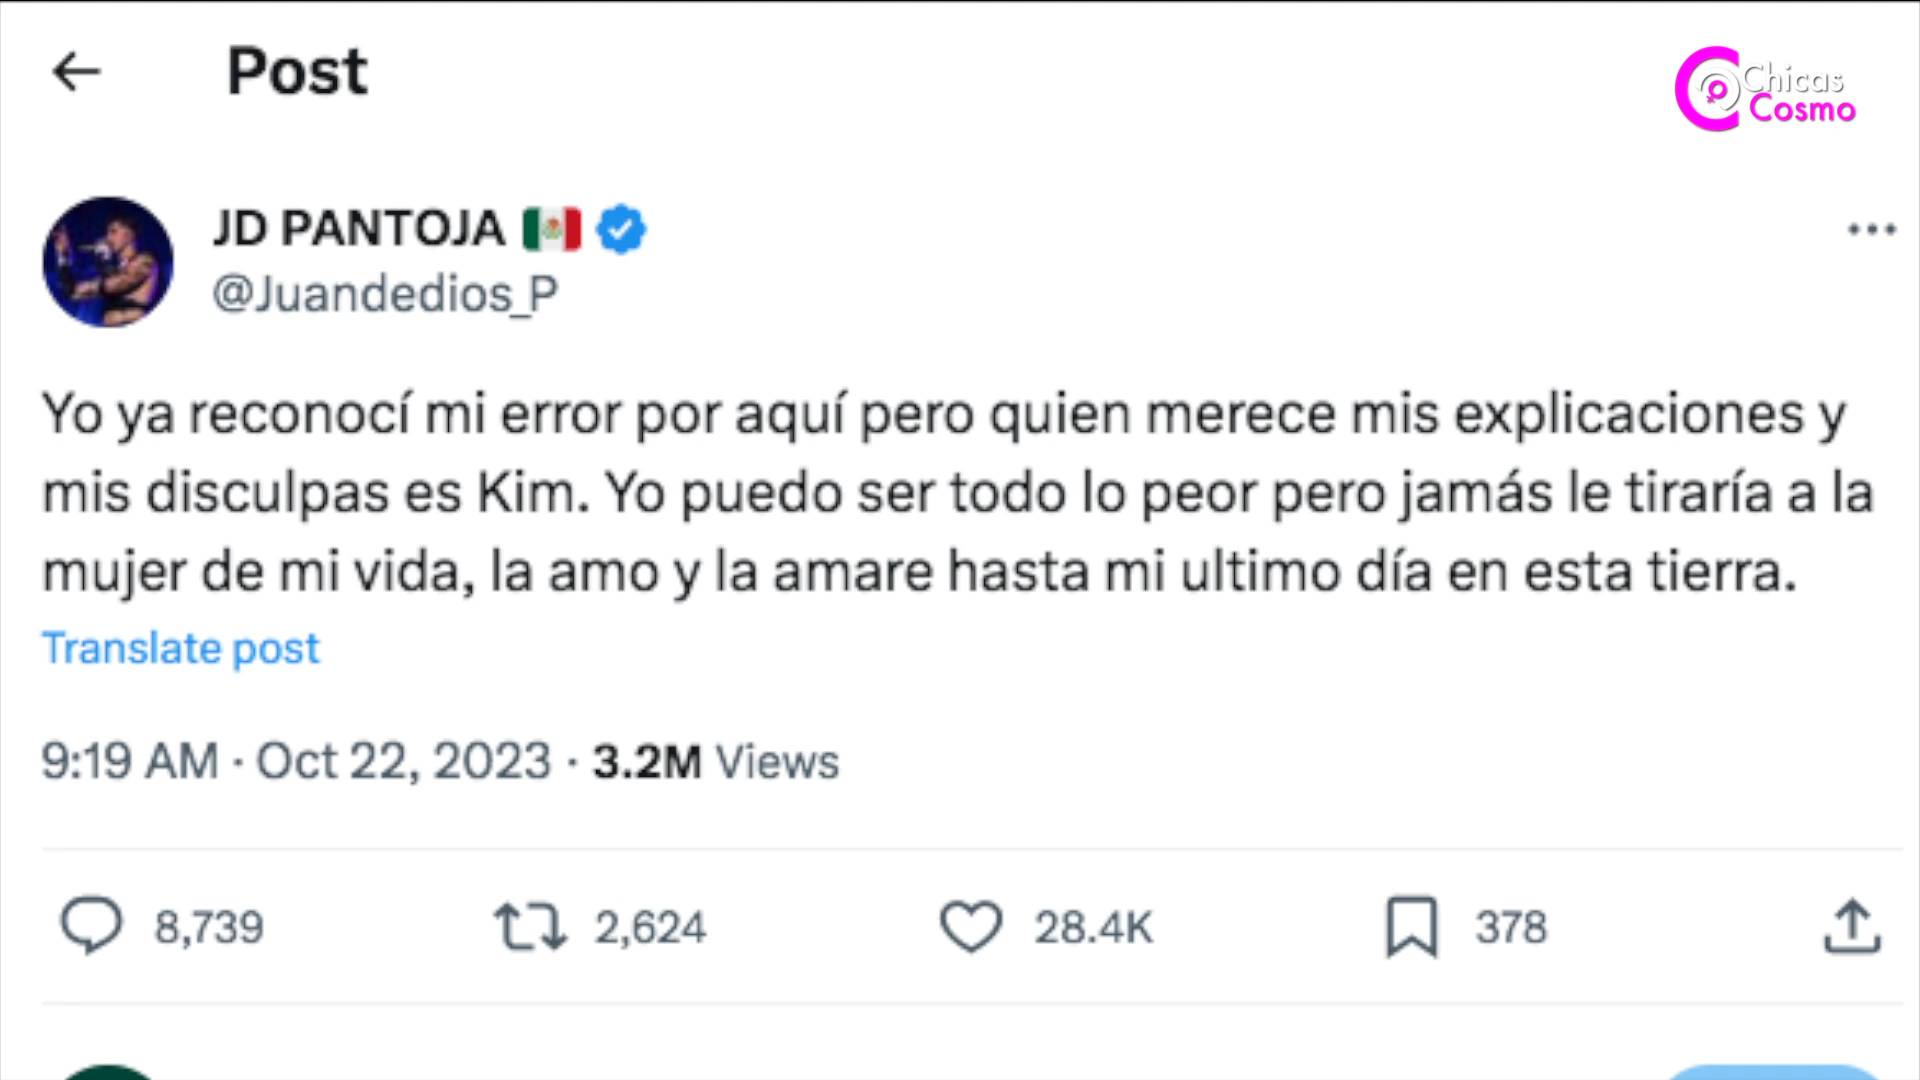 Post
Chicas
Cosmo
JD PANTOJA
@Juandedios_P
Yo ya reconocí mi error por aquí pero quien merece mis explicaciones y
mis disculpas es Kim. Yo puedo ser todo lo peor pero jamás le tiraría a la
mujer de mi vida, la amo y la amare hasta mi ultimo día en esta tierra.
Translate post
9:19 AM · Oct 22, 2023 · 3.2M Views
8,739 2,624 28.4K 378